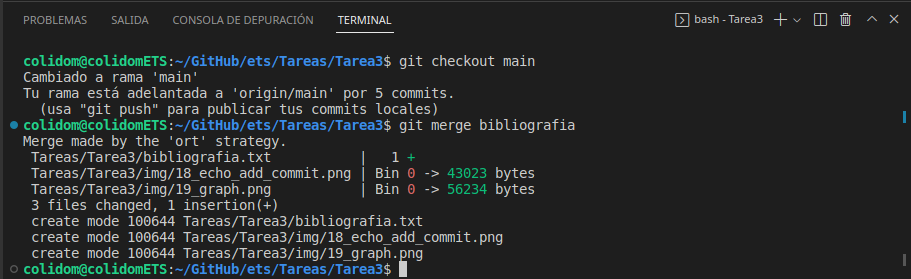 PROBLEMAS SALIDA CONSOLA DE DEPURACIÓN TERMINAL bash - Tarea3
colidom@colidomETS:~/GitHub/ets/Tareas/Tarea3$ git checkout main
Cambiado a rama 'main'
Tu rama está adelantada a 'origin/main' por 5 commits.
  (usa "git push" para publicar tus commits locales)
colidom@colidomETS:~/GitHub/ets/Tareas/Tarea3$ git merge bibliografia
Merge made by the 'ort' strategy.
 Tareas/Tarea3/bibliografia.txt           |   1 +
 Tareas/Tarea3/img/18_echo_add_commit.png | Bin 0 -> 43023 bytes
 Tareas/Tarea3/img/19_graph.png           | Bin 0 -> 56234 bytes
 3 files changed, 1 insertion(+)
 create mode 100644 Tareas/Tarea3/bibliografia.txt
 create mode 100644 Tareas/Tarea3/img/18_echo_add_commit.png
 create mode 100644 Tareas/Tarea3/img/19_graph.png
colidom@colidomETS:~/GitHub/ets/Tareas/Tarea3$